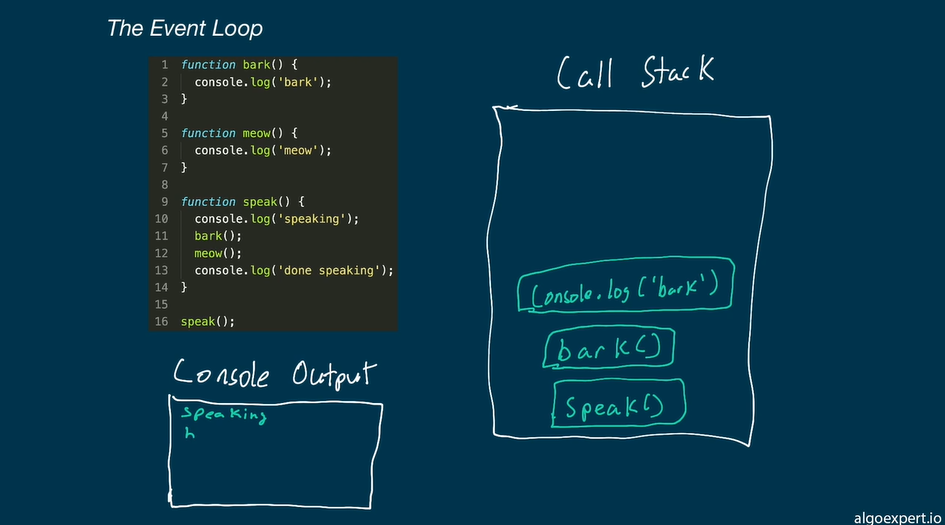 The Event Loop
1 function bark() {
2 console.log('bark');
3 }
4
5 function meow() {
6 console.log('meow');
7 }
8
9 function speak() {
10 console.log('speaking');
11 bark();
12 meow();
13 console.log('done speaking');
14 }
15
16 speak();
Console Output
speaking
h
Call Stack
Console.log('bark')
bark()
Speak()
algoexpert.io